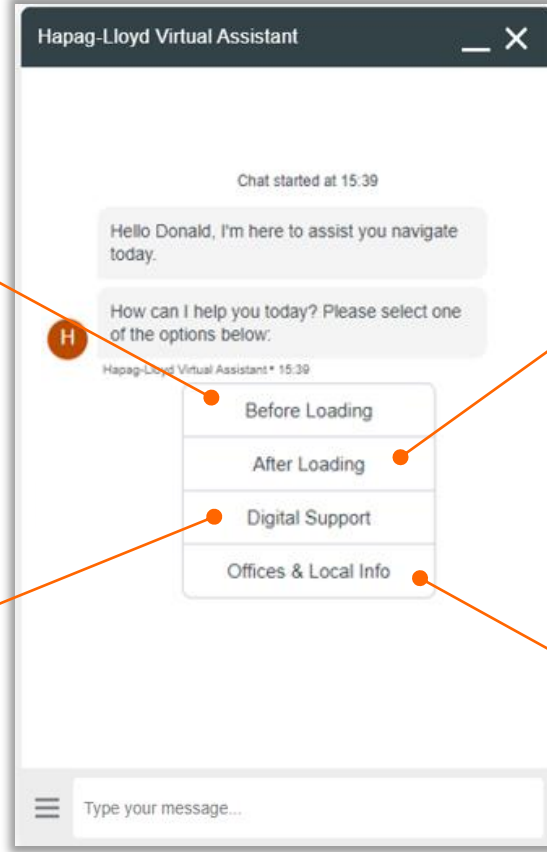 Hapag-Lloyd Virtual Assistant
Chat started at 15:39
Hello Donald, I'm here to assist you navigate
today.
How can I help you today? Please select one
of the options below:
H
Hapag-Lloyd Virtual Assistant • 15:39
Before Loading
After Loading
Digital Support
Offices & Local Info
Type your message...